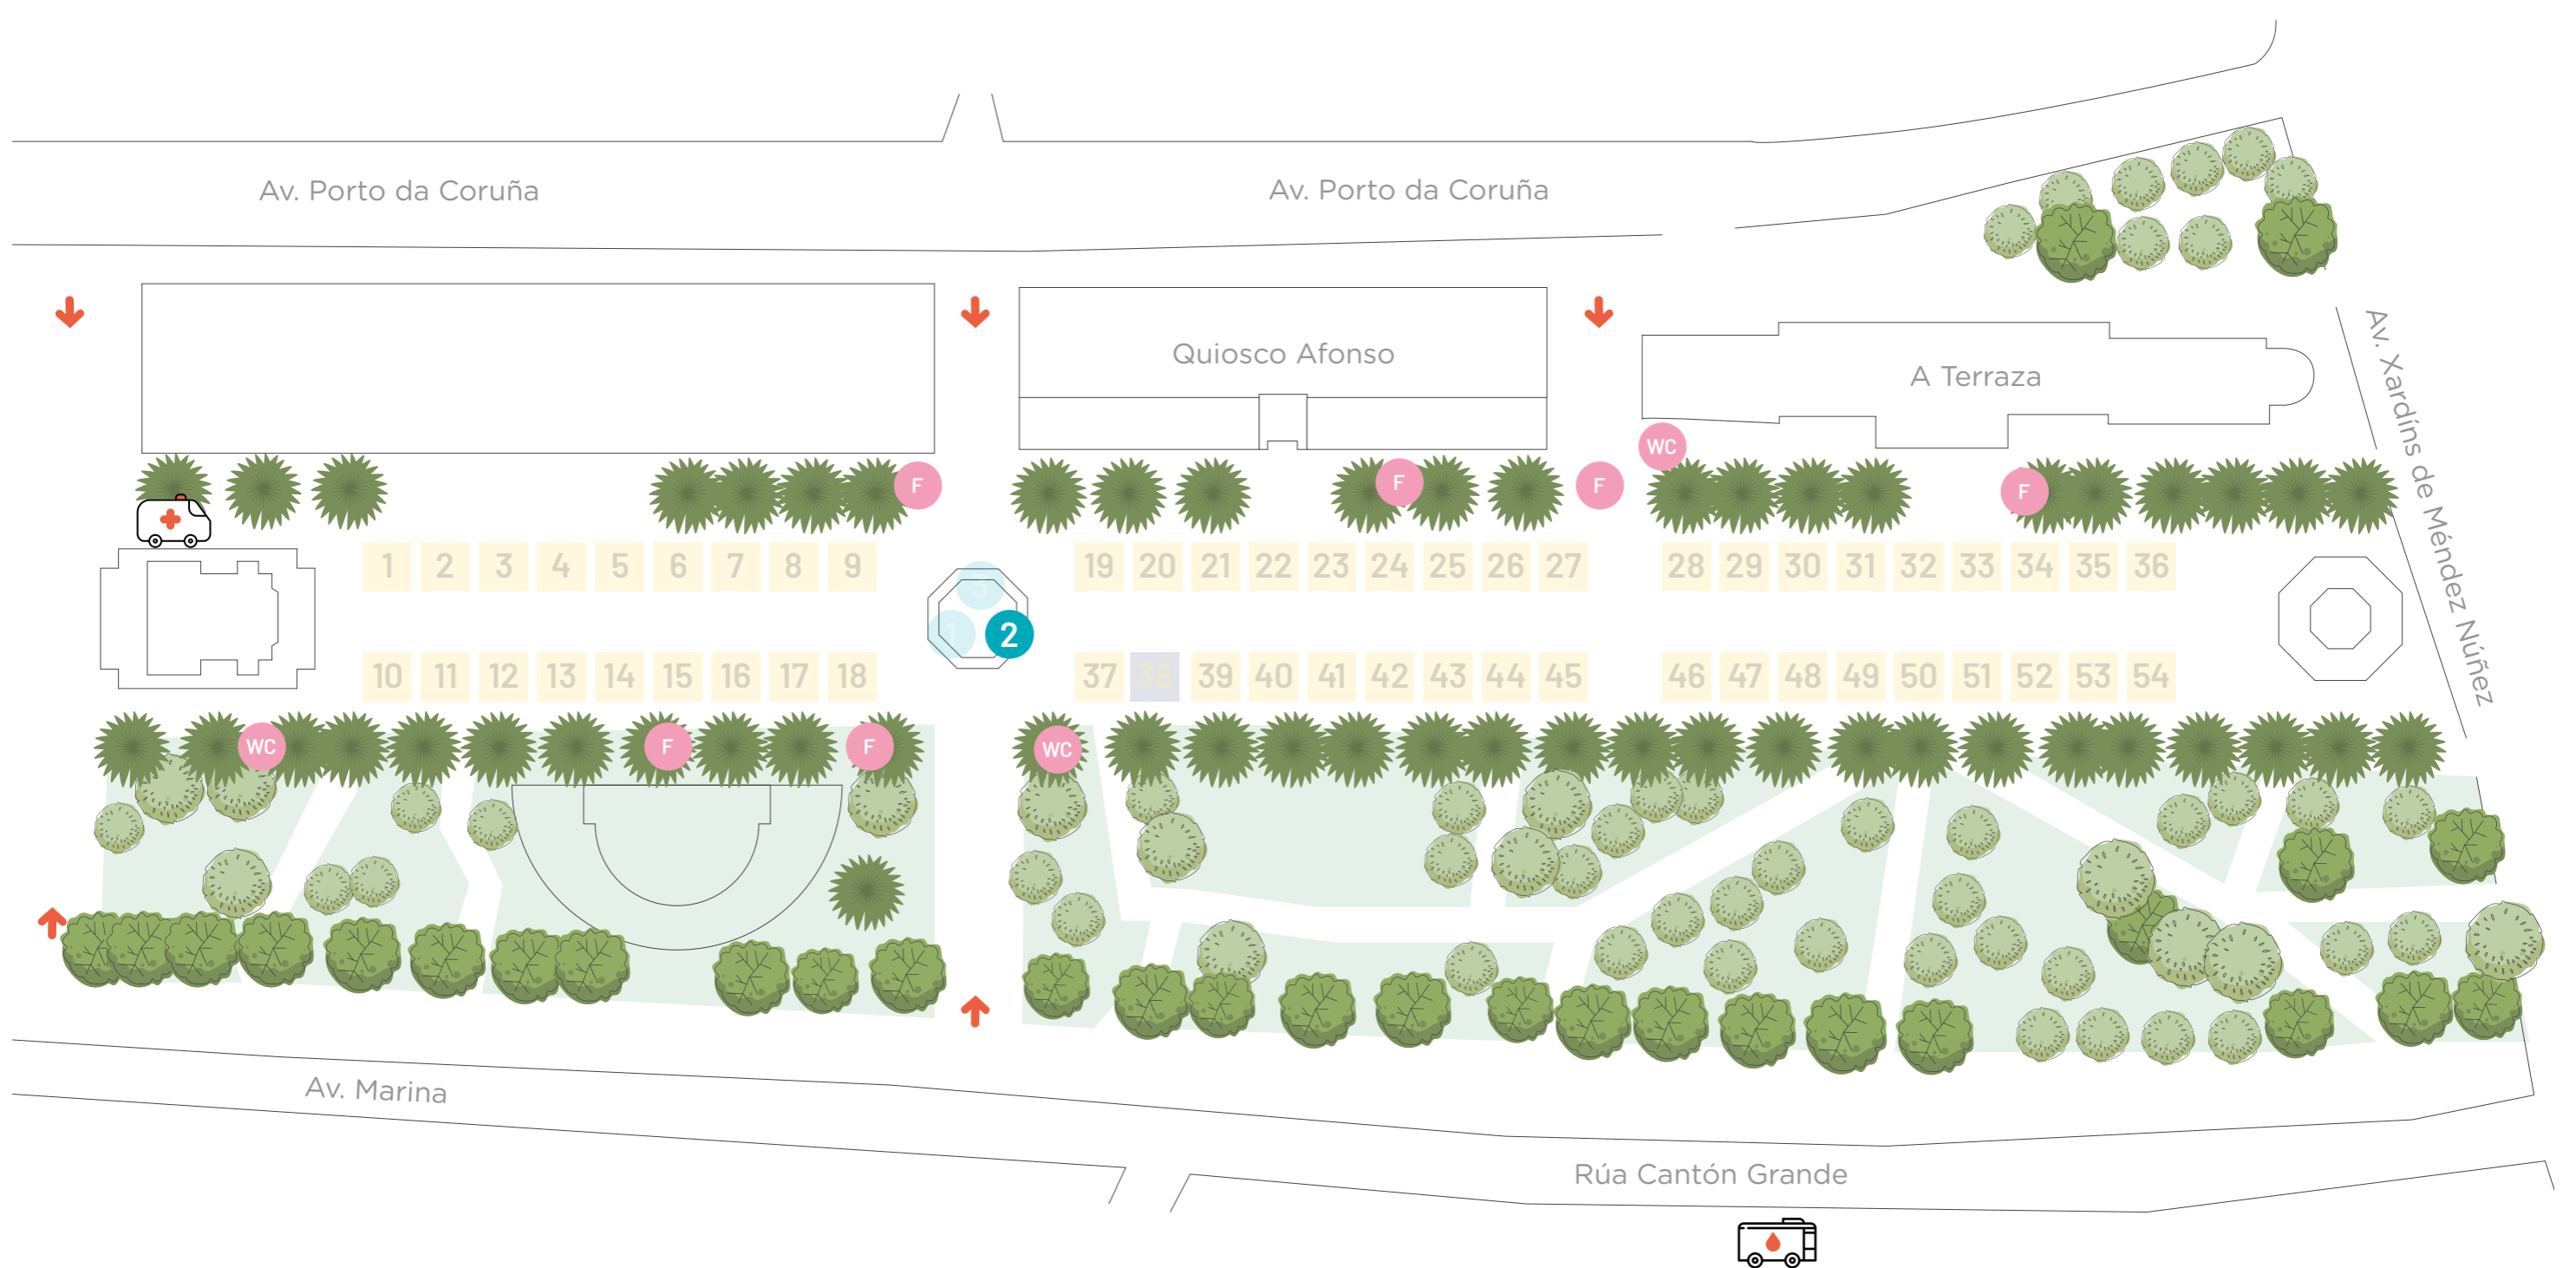 Av. Porto da Coruña
Av. Porto da Coruña
Quiosco Afonso
A Terraza
Av. Xardíns de Méndez Núñez
WC
F
F
F
F
1 2 3 4 5 6 7 8 9
19 20 21 22 23 24 25 26 27
28 29 30 31 32 33 34 35 36
3
1
2
10 11 12 13 14 15 16 17 18
37 38 39 40 41 42 43 44 45
46 47 48 49 50 51 52 53 54
WC
F
F
WC
Av. Marina
Rúa Cantón Grande